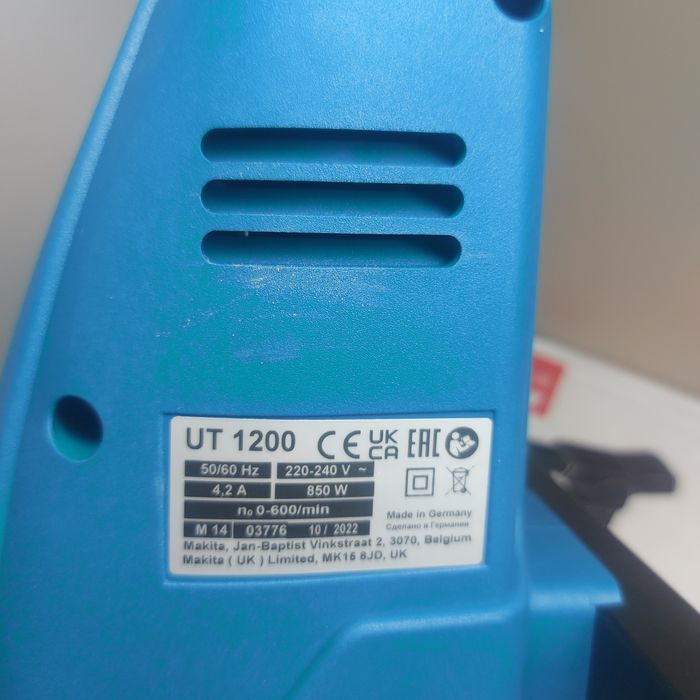 UT 1200 CE UK CA EAC
50/60 Hz 220-240 V ~
4,2 A 850 W
n₀ 0-600/min
M 14 03776 10 / 2022
Made in Germany
Сделано в Германии
Makita, Jan-Baptist Vinkstraat 2, 3070, Belgium
Makita ( UK ) Limited, MK15 8JD, UK